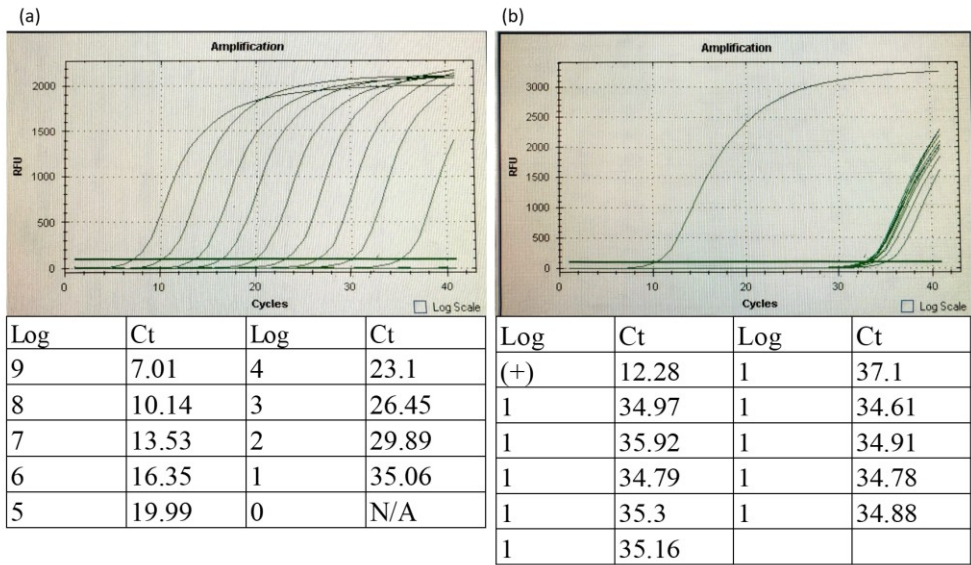 (a)
(b)
Amplification
2000
1500
1000
500
0
RFU
0 10 20 30 40
Cycles
Log Scale
Amplification
3000
2500
2000
1500
1000
500
0
RFU
0 10 20 30 40
Cycles
Log Scale
Log Ct Log Ct
9 7.01 4 23.1
8 10.14 3 26.45
7 13.53 2 29.89
6 16.35 1 35.06
5 19.99 0 N/A
Log Ct Log Ct
(+) 12.28 1 37.1
1 34.97 1 34.61
1 35.92 1 34.91
1 34.79 1 34.78
1 35.3 1 34.88
1 35.16